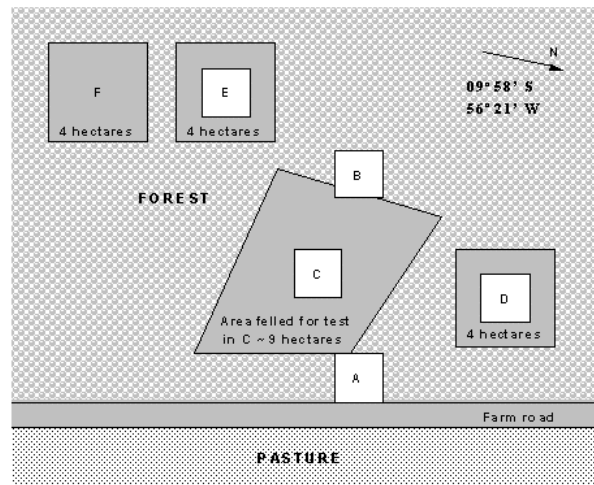 N
09°58' S
56°21' W
F
4 hectares
E
4 hectares
B
FOREST
C
D
4 hectares
Area felled for test
in C ~ 9 hectares
A
Farm road
PASTURE